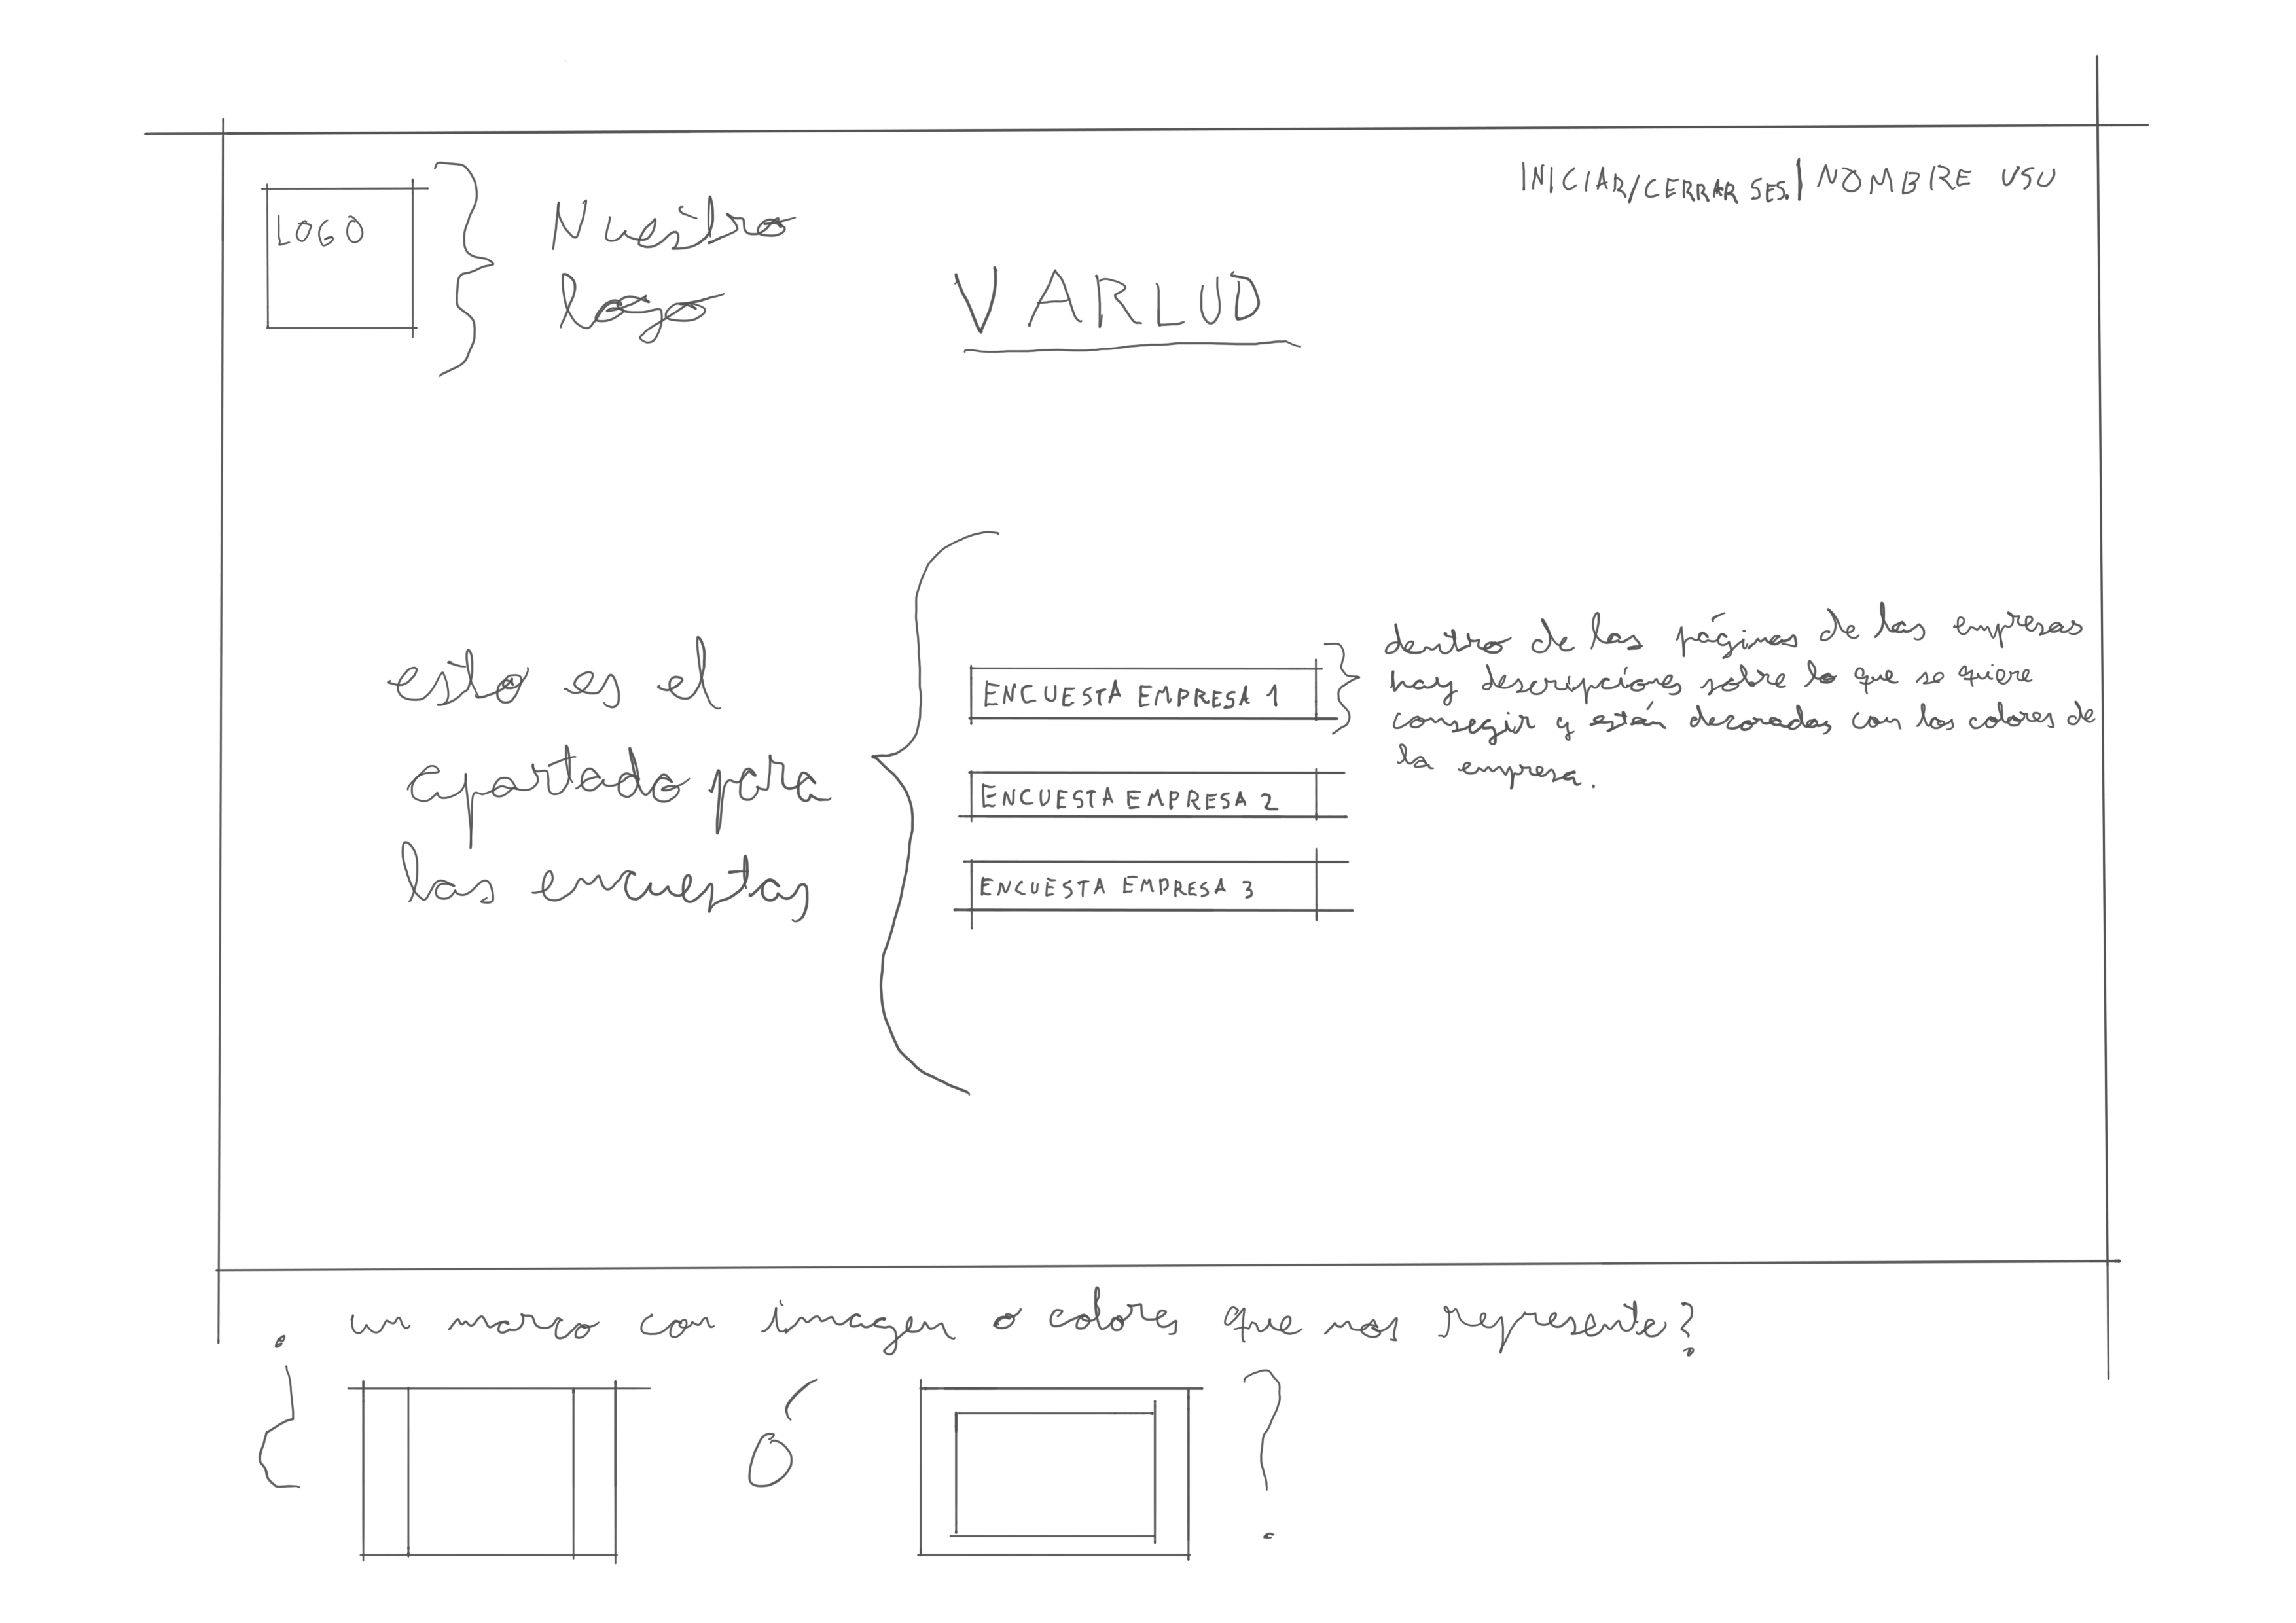 INICIAR/CERRAR SES. | NOMBRE USU
LOGO
Nuestro
logo
VARLUD
esto es el
apartado para
las encuestas
ENCUESTA EMPRESA 1
ENCUESTA EMPRESA 2
ENCUESTA EMPRESA 3
dentro de las páginas de las empresas
hay descripciones sobre lo que se quiere
consegir y están decoradas con los colores de
la empresa.
¿un marco con imagen o colores que nos represente?
¿ ó ?